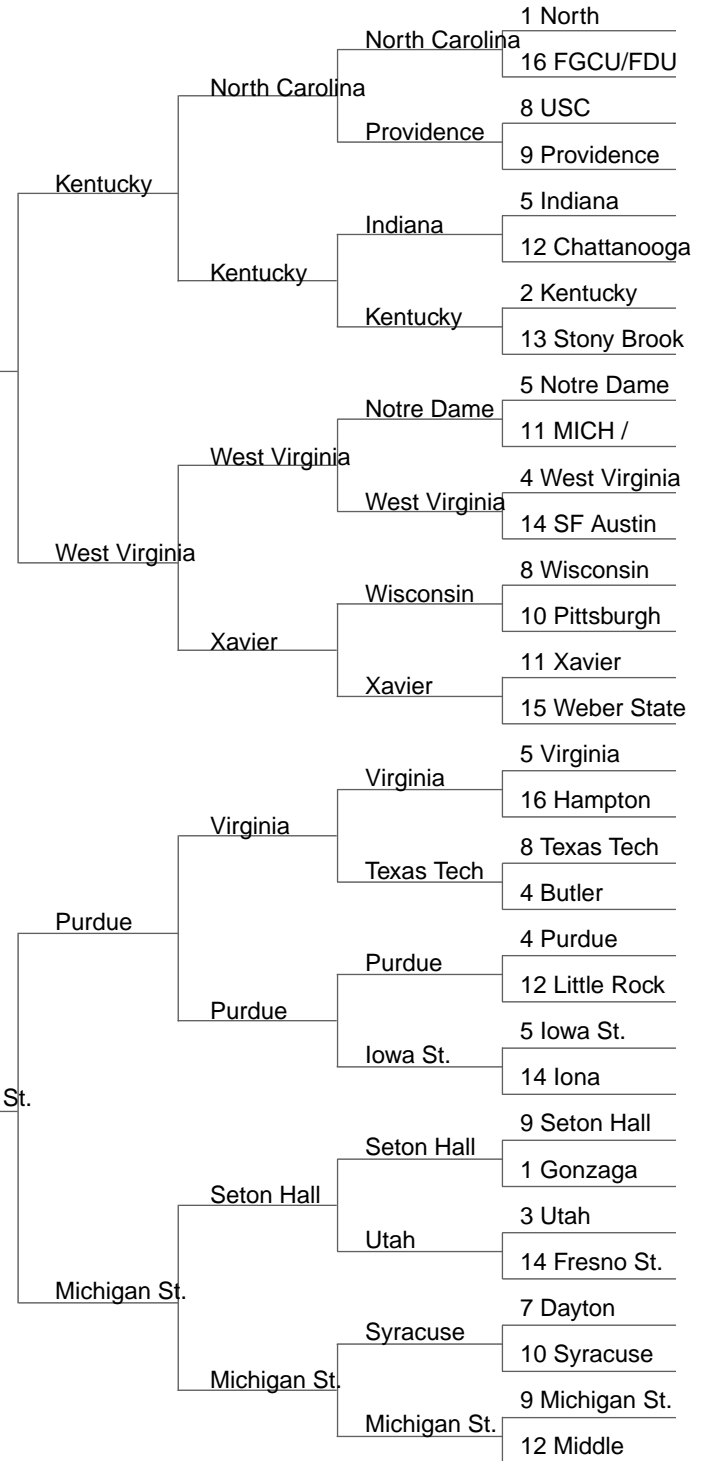 1 North
North Carolina
16 FGCU/FDU
North Carolina
8 USC
Providence
9 Providence
Kentucky
5 Indiana
Indiana
12 Chattanooga
Kentucky
2 Kentucky
Kentucky
13 Stony Brook
5 Notre Dame
Notre Dame
11 MICH /
West Virginia
4 West Virginia
West Virginia
14 SF Austin
West Virginia
8 Wisconsin
Wisconsin
10 Pittsburgh
Xavier
11 Xavier
Xavier
15 Weber State
5 Virginia
Virginia
16 Hampton
Virginia
8 Texas Tech
Texas Tech
4 Butler
Purdue
4 Purdue
Purdue
12 Little Rock
Purdue
5 Iowa St.
Iowa St.
14 Iona
St.
9 Seton Hall
Seton Hall
1 Gonzaga
Seton Hall
3 Utah
Utah
14 Fresno St.
Michigan St.
7 Dayton
Syracuse
10 Syracuse
Michigan St.
9 Michigan St.
Michigan St.
12 Middle